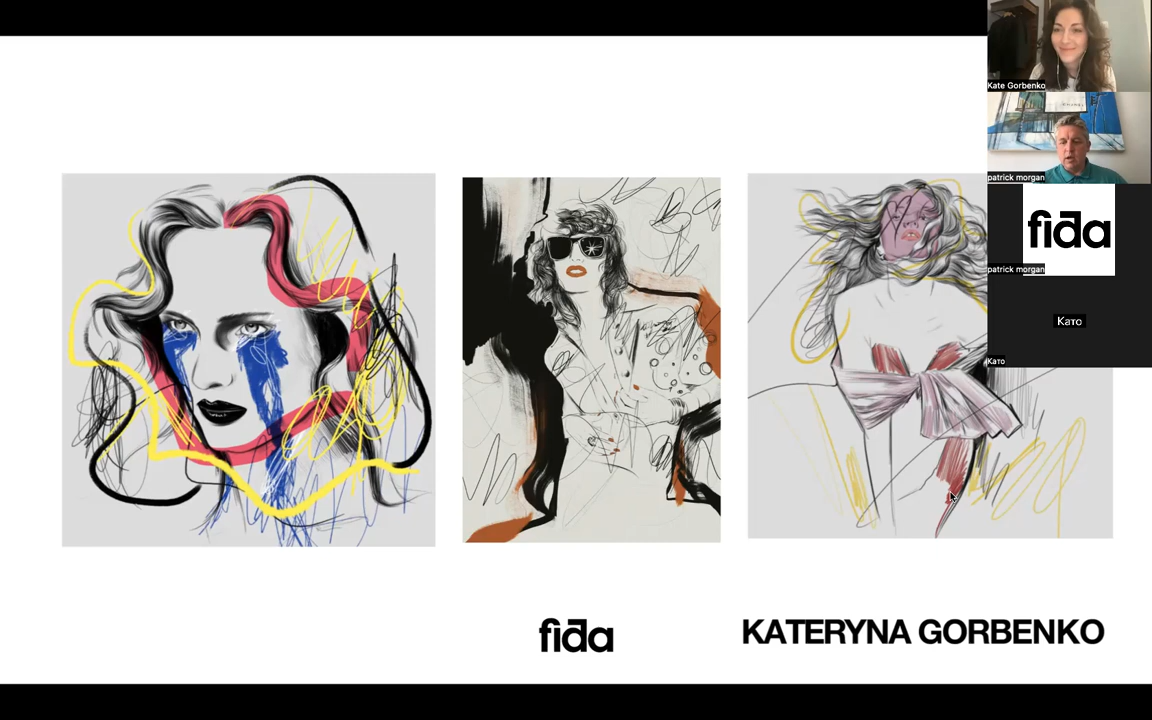 Kate Gorbenko
patrick morgan
fida
patrick morgan
Като
Като
fida
KATERYNA GORBENKO